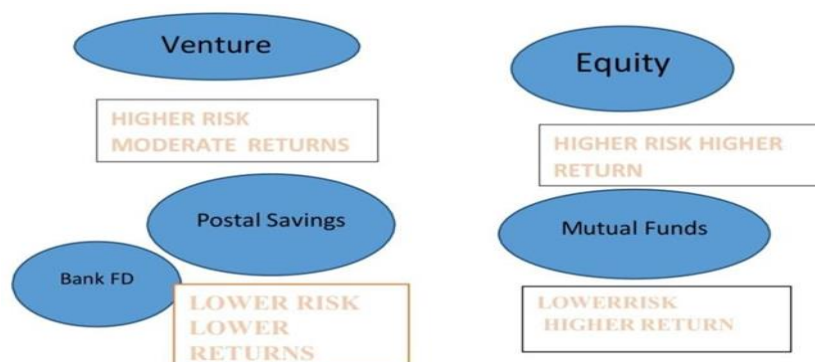 Venture
Equity
HIGHER RISK
MODERATE RETURNS
HIGHER RISK HIGHER
RETURN
Postal Savings
Mutual Funds
Bank FD
LOWER RISK
LOWER
RETURNS
LOWERRISK
HIGHER RETURN